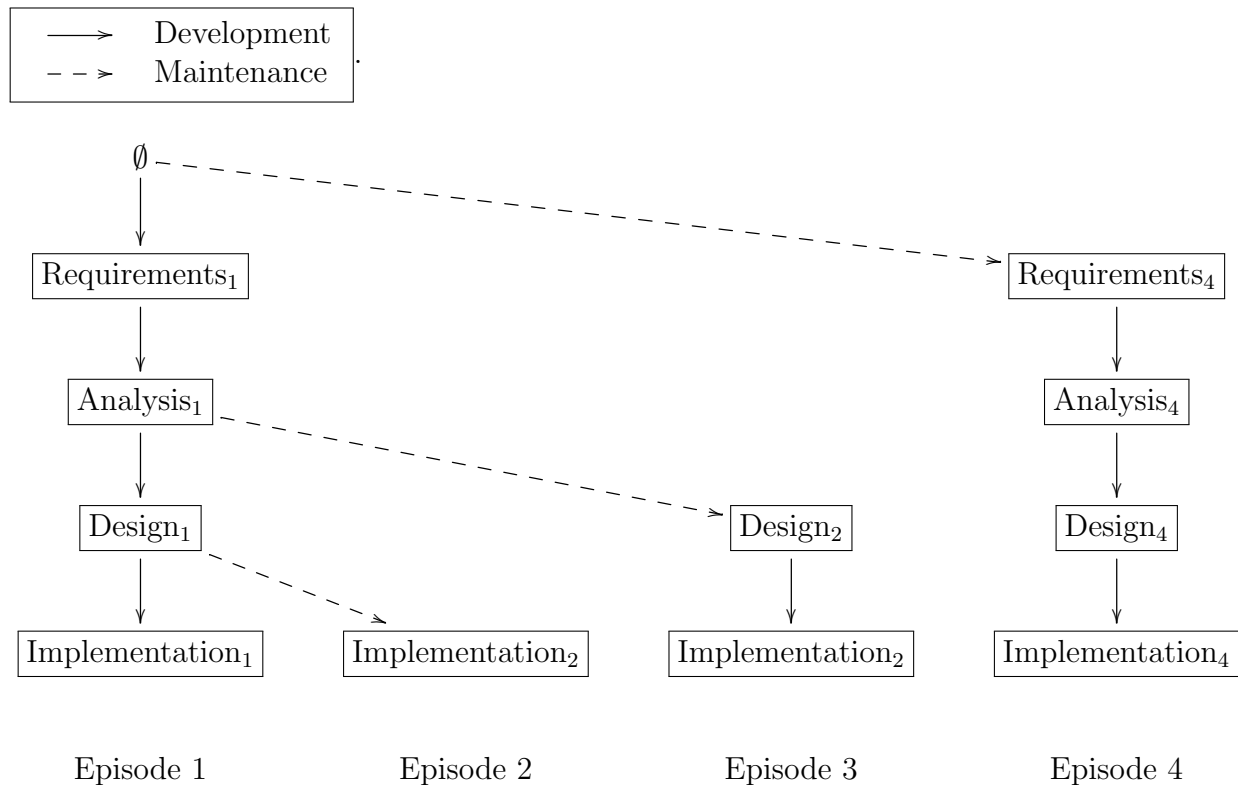 Development
Maintenance
.
∅
Requirements₁
Requirements₄
Analysis₁
Analysis₄
Design₁
Design₂
Design₄
Implementation₁
Implementation₂
Implementation₂
Implementation₄
Episode 1
Episode 2
Episode 3
Episode 4